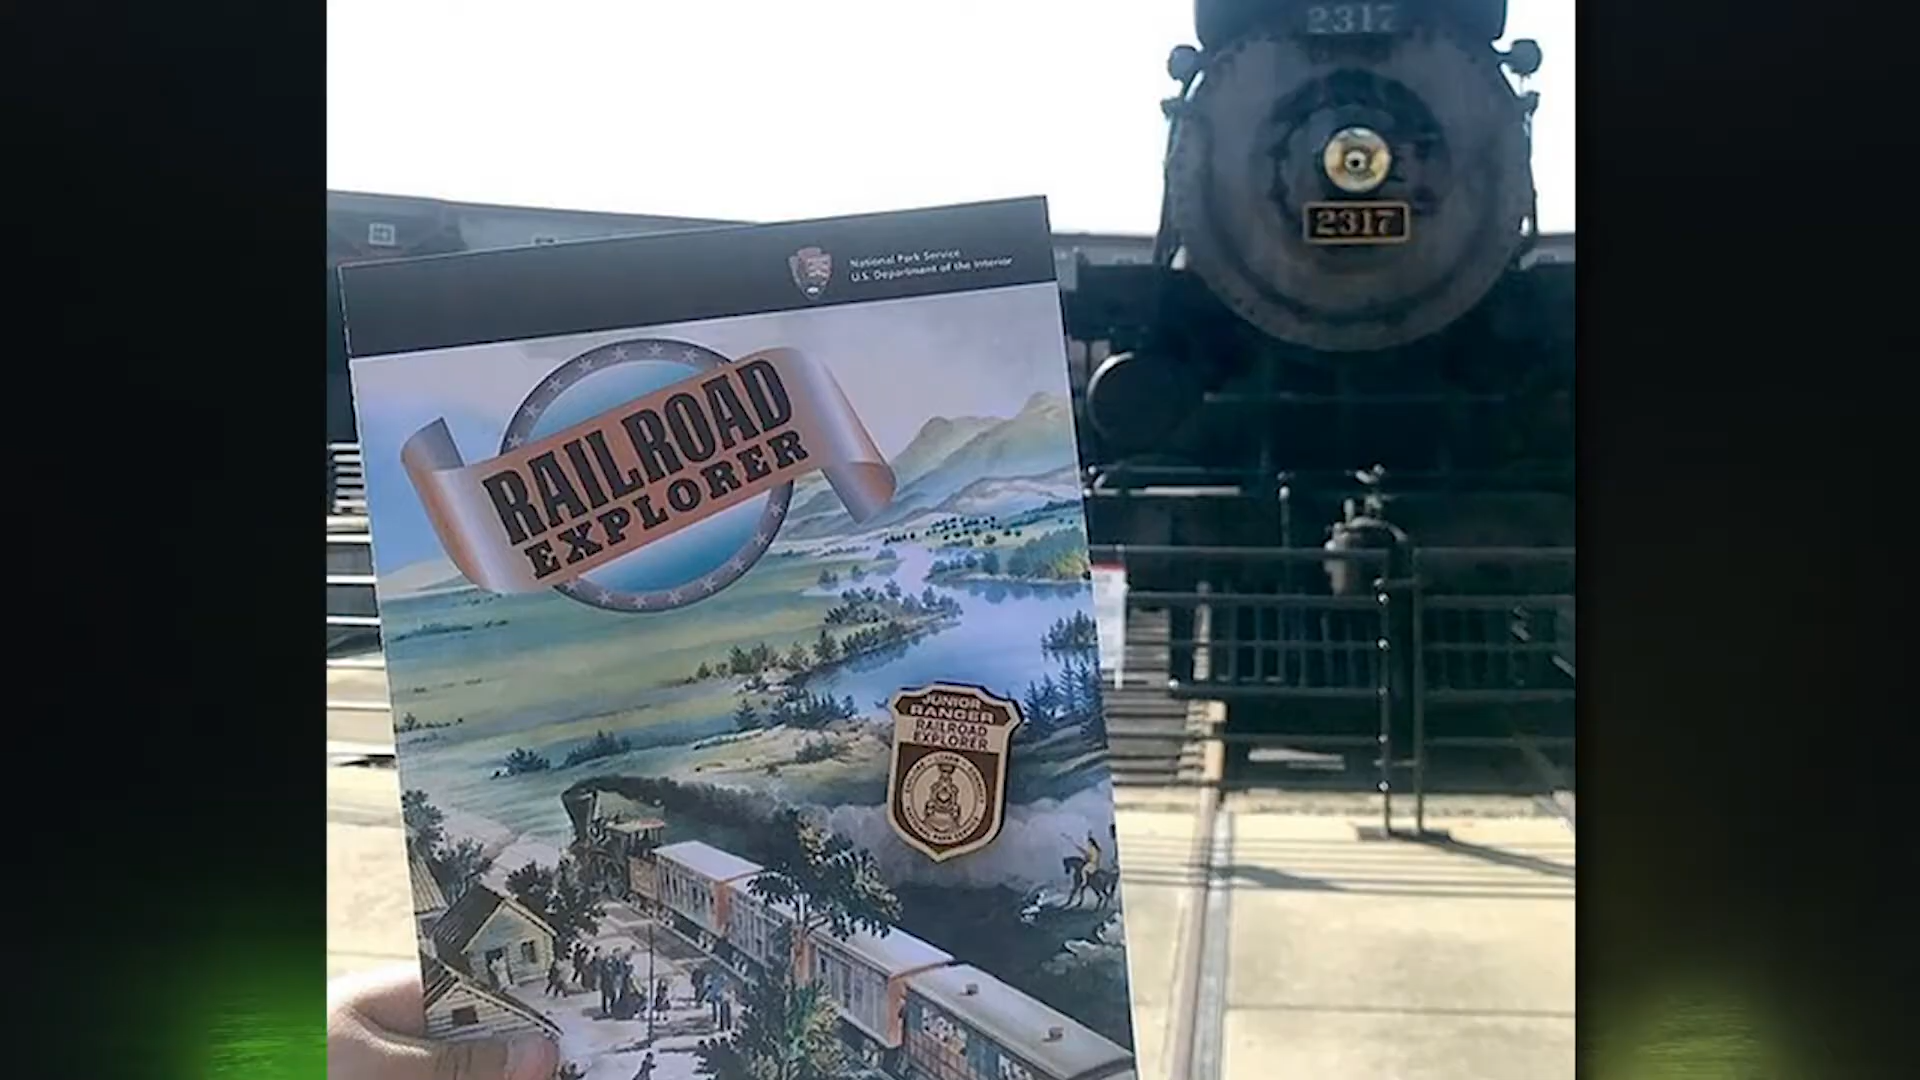 2317
2317
National Park Service
U.S. Department of the Interior
RAILROAD
EXPLORER
JUNIOR
RANGER
RAILROAD
EXPLORER